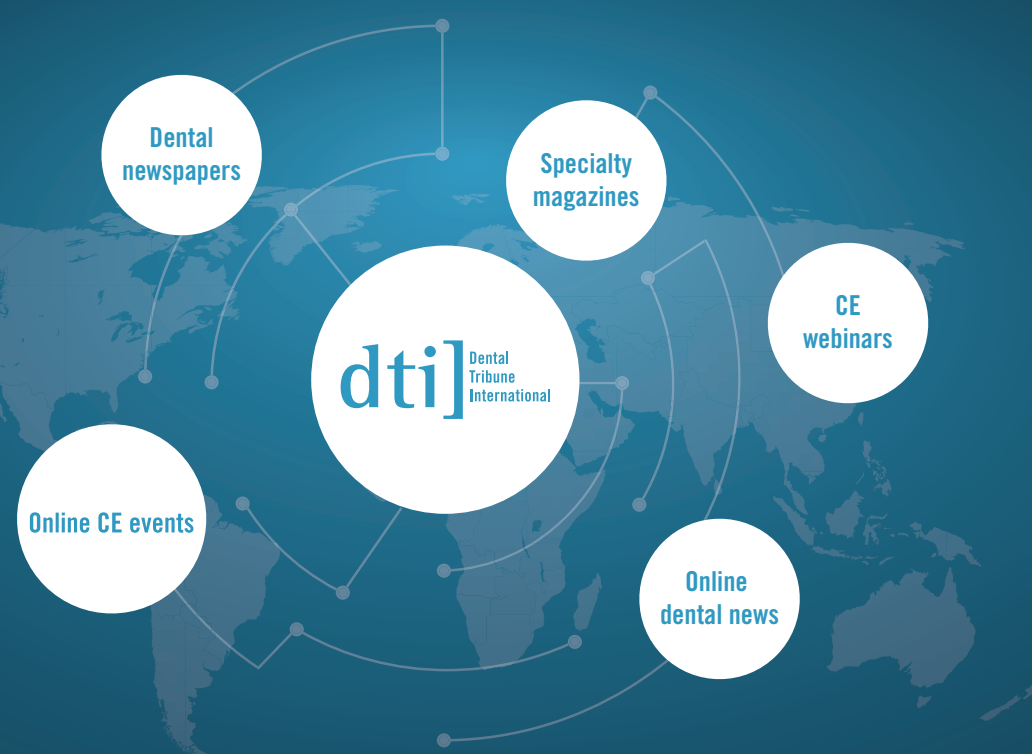 Dental
newspapers
Specialty
magazines
CE
webinars
dti]
Dental
Tribune
International
Online CE events
Online
dental news